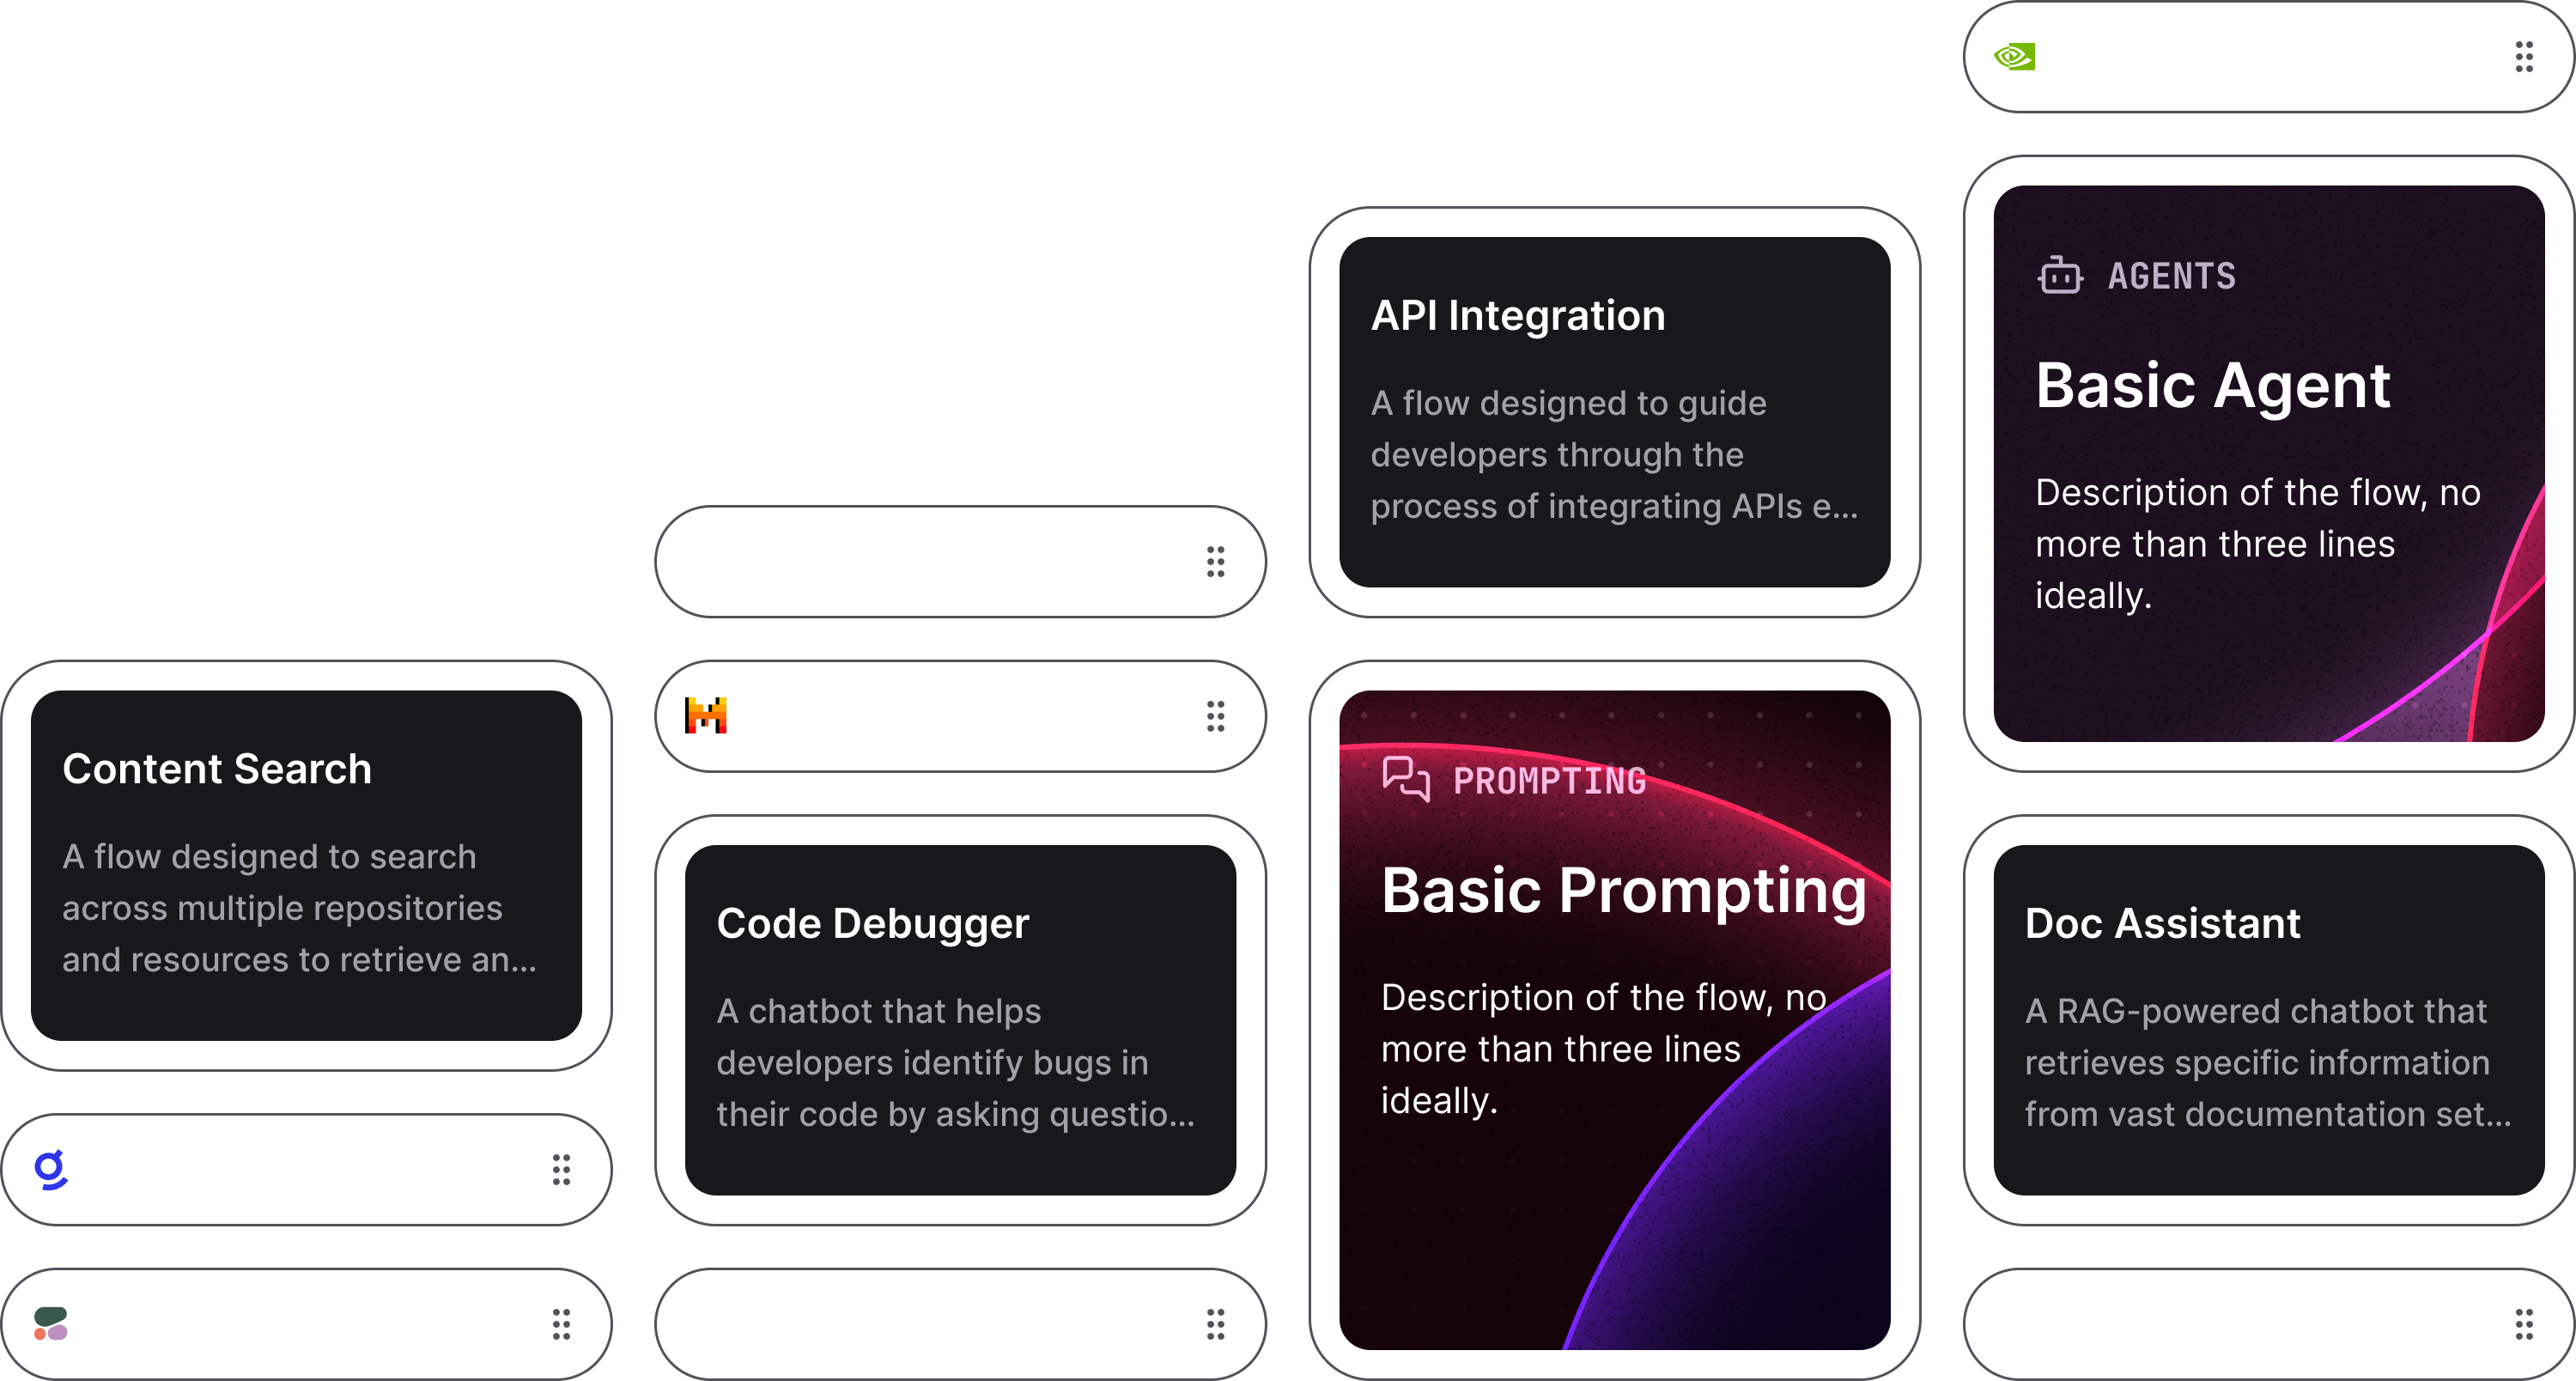 Content Search
A flow designed to search
across multiple repositories
and resources to retrieve an...
Code Debugger
A chatbot that helps
developers identify bugs in
their code by asking questio...
API Integration
A flow designed to guide
developers through the
process of integrating APIs e...
PROMPTING
Basic Prompting
Description of the flow, no
more than three lines
ideally.
AGENTS
Basic Agent
Description of the flow, no
more than three lines
ideally.
Doc Assistant
A RAG-powered chatbot that
retrieves specific information
from vast documentation set...